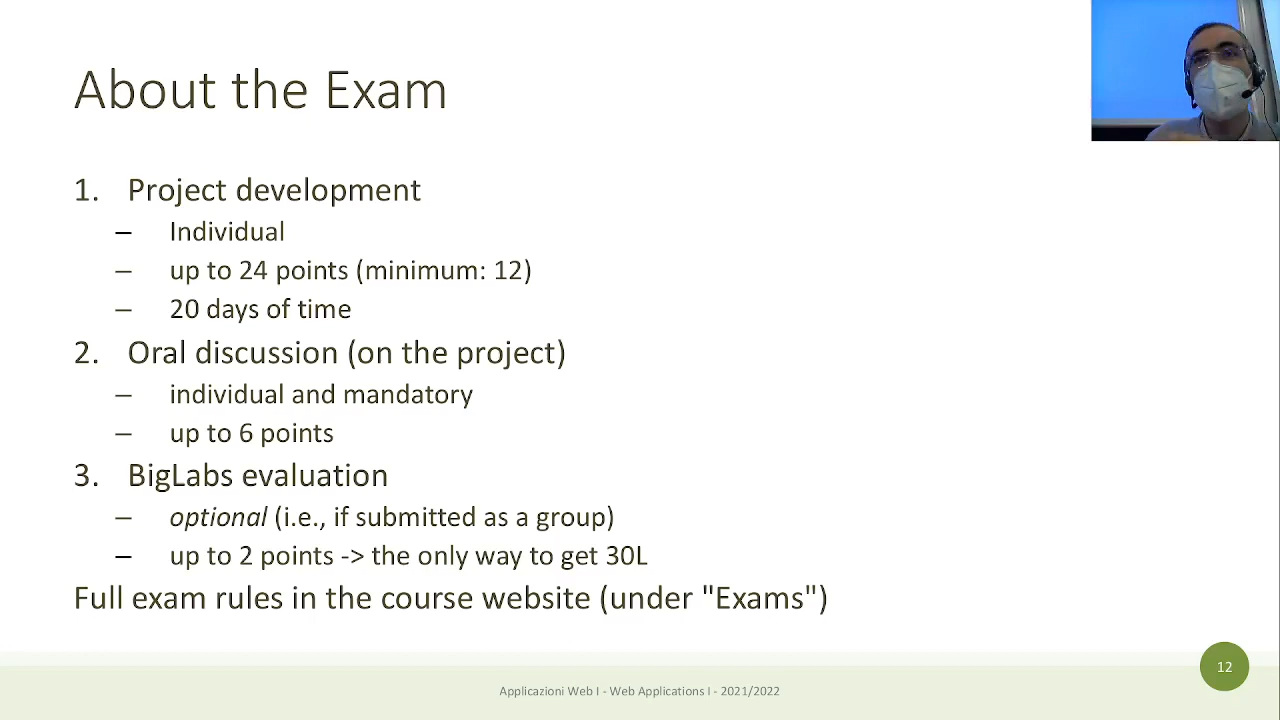 About the Exam
1. Project development
– Individual
– up to 24 points (minimum: 12)
– 20 days of time
2. Oral discussion (on the project)
– individual and mandatory
– up to 6 points
3. BigLabs evaluation
– optional (i.e., if submitted as a group)
– up to 2 points -> the only way to get 30L
Full exam rules in the course website (under "Exams")
12
Applicazioni Web I - Web Applications I - 2021/2022